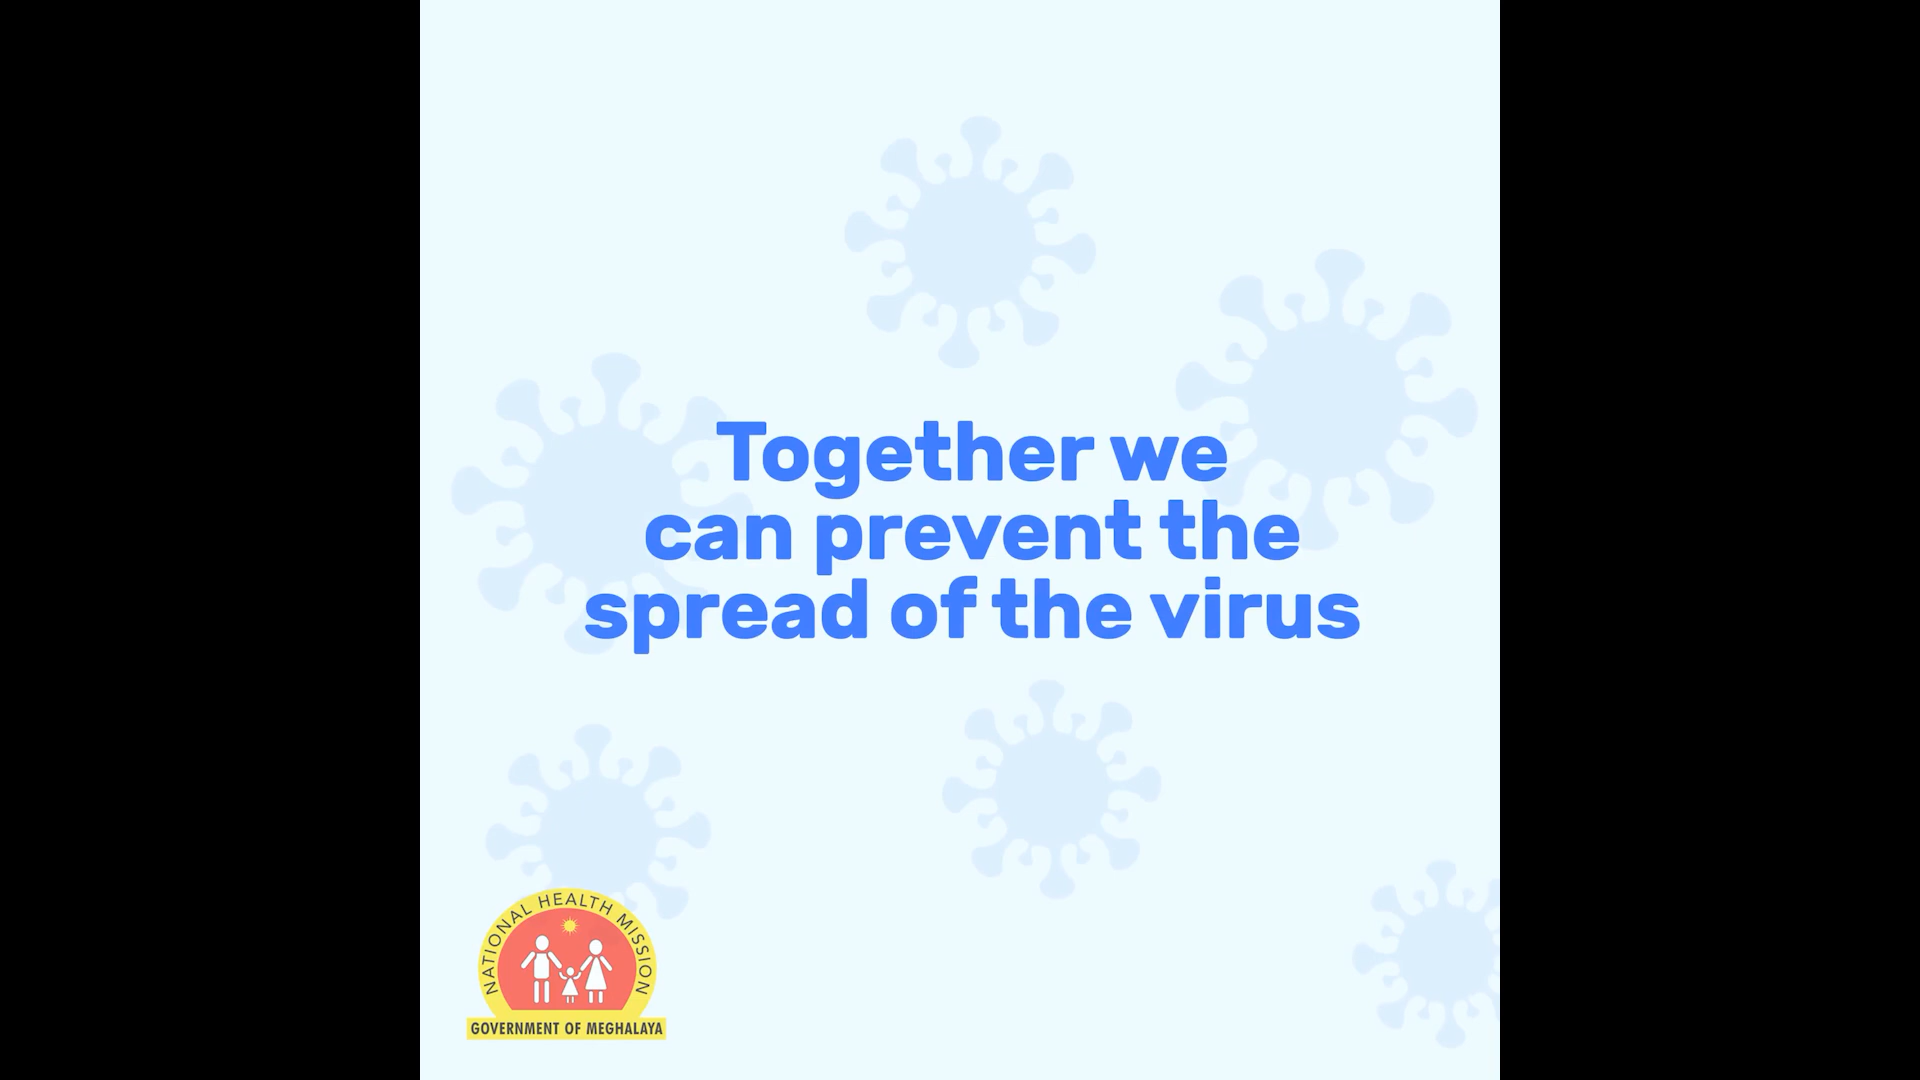 Together we
can prevent the
spread of the virus
NATIONAL HEALTH MISSION
GOVERNMENT OF MEGHALAYA